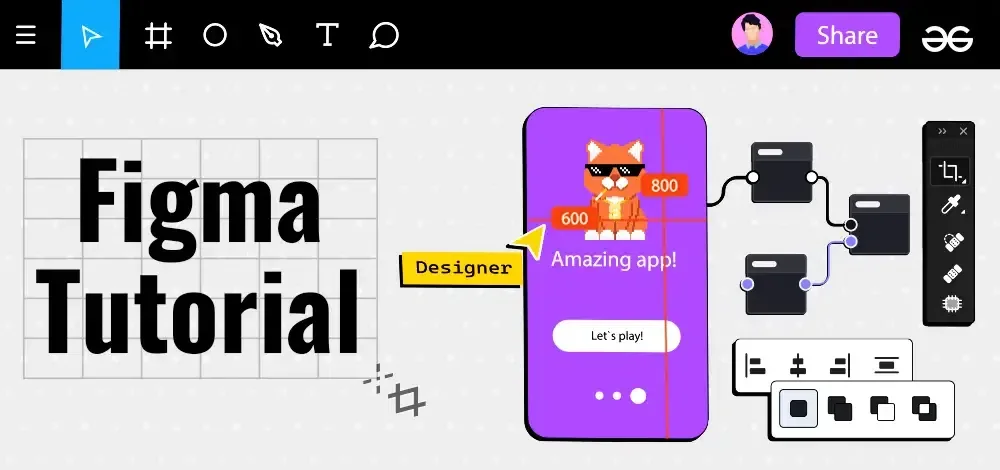 Share
Figma
Tutorial
800
600
Designer
Amazing app!
Let`s play!